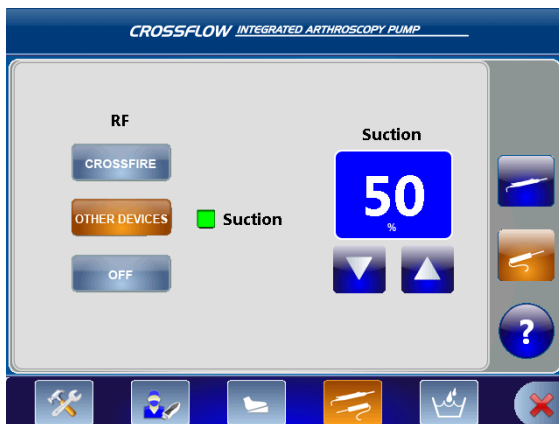 CROSSFLOW INTEGRATED ARTHROSCOPY PUMP
RF
CROSSFIRE
OTHER DEVICES
OFF
Suction
Suction
50
%
?